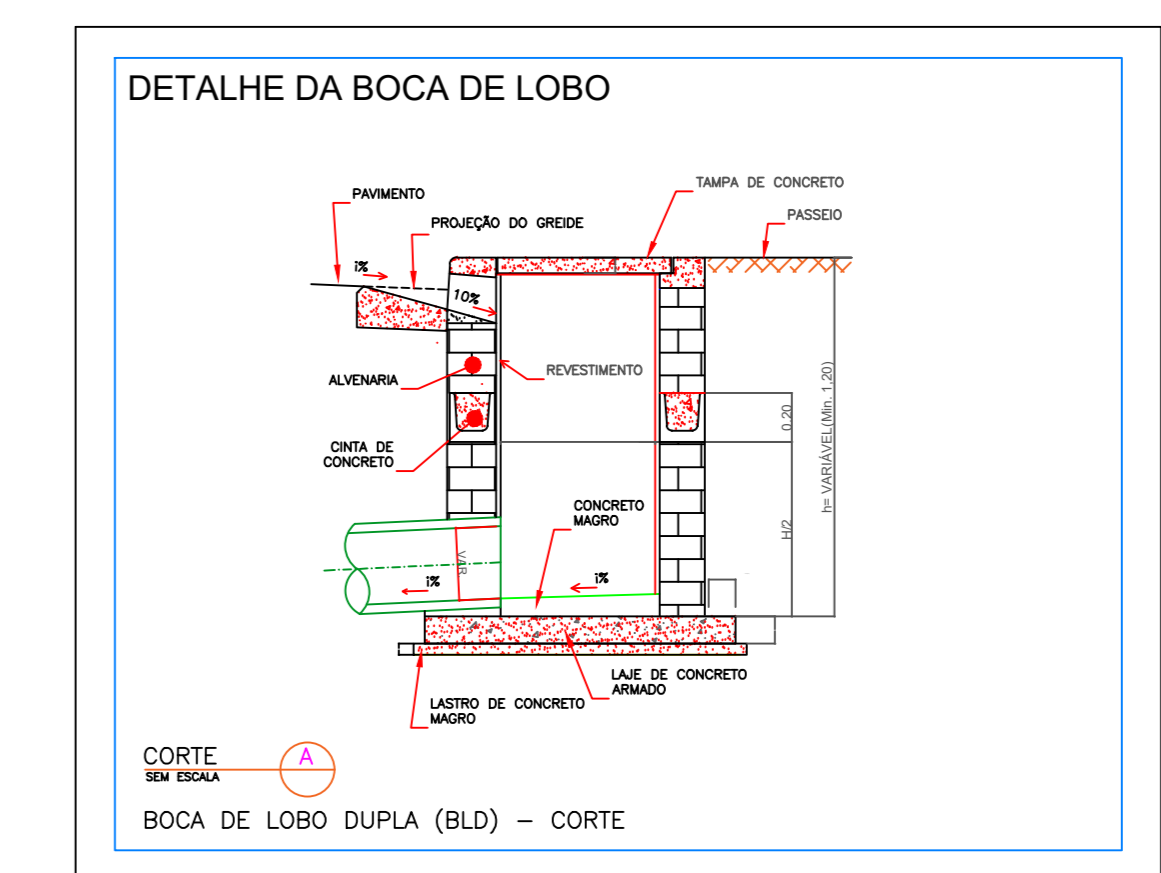 DETALHE DA BOCA DE LOBO
TAMPA DE CONCRETO
PAVIMENTO
PASSEIO
PROJEÇÃO DO GREIDE
i%
10%
REVESTIMENTO
ALVENARIA
h= VARIÁVEL(Min. 1,20)
0.20
CINTA DE
CONCRETO
CONCRETO
MAGRO
H/2
VAR
i%
i%
LAJE DE CONCRETO
ARMADO
LASTRO DE CONCRETO
MAGRO
CORTE
A
SEM ESCALA
BOCA DE LOBO DUPLA (BLD) – CORTE